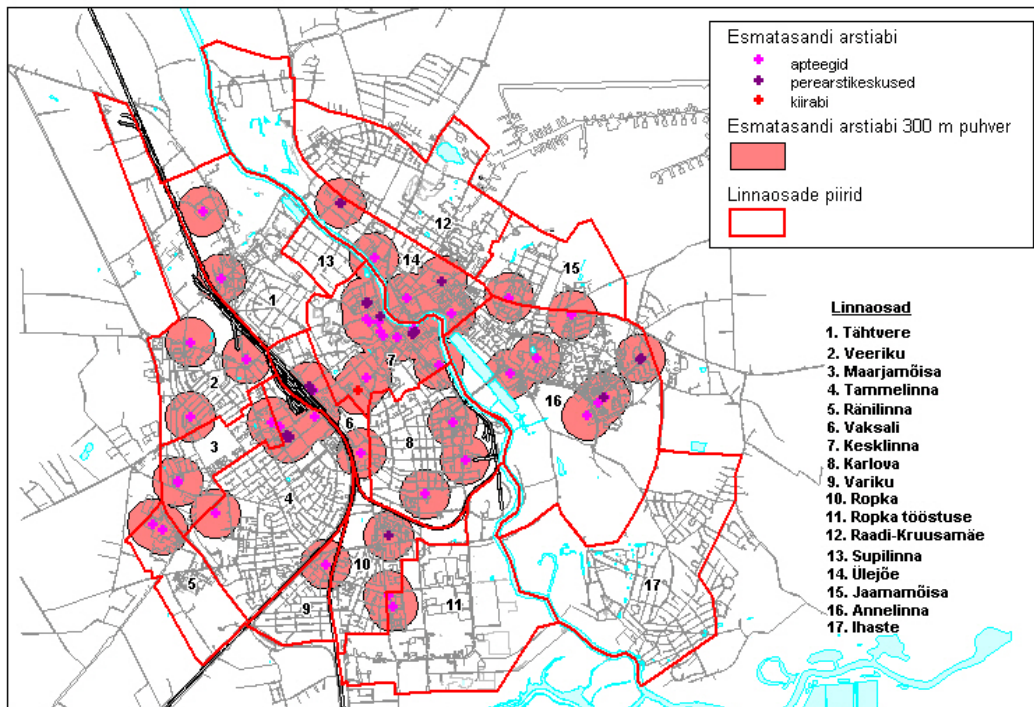 Esmatasandi arstiabi
apteegid
perearstikeskused
kiirabi
Esmatasandi arstiabi 300 m puhver
Linnaosade piirid
Linnaosad
1. Tähtvere
2. Veeriku
3. Maarjamõisa
4. Tammelinna
5. Ränilinna
6. Vaksali
7. Kesklinna
8. Karlova
9. Variku
10. Ropka
11. Ropka tööstuse
12. Raadi-Kruusamäe
13. Supilinna
14. Ülejõe
15. Jaamamõisa
16. Annelinna
17. Ihaste
12
13
14
15
1
7
2
16
6
8
3
4
10
17
5
9
11